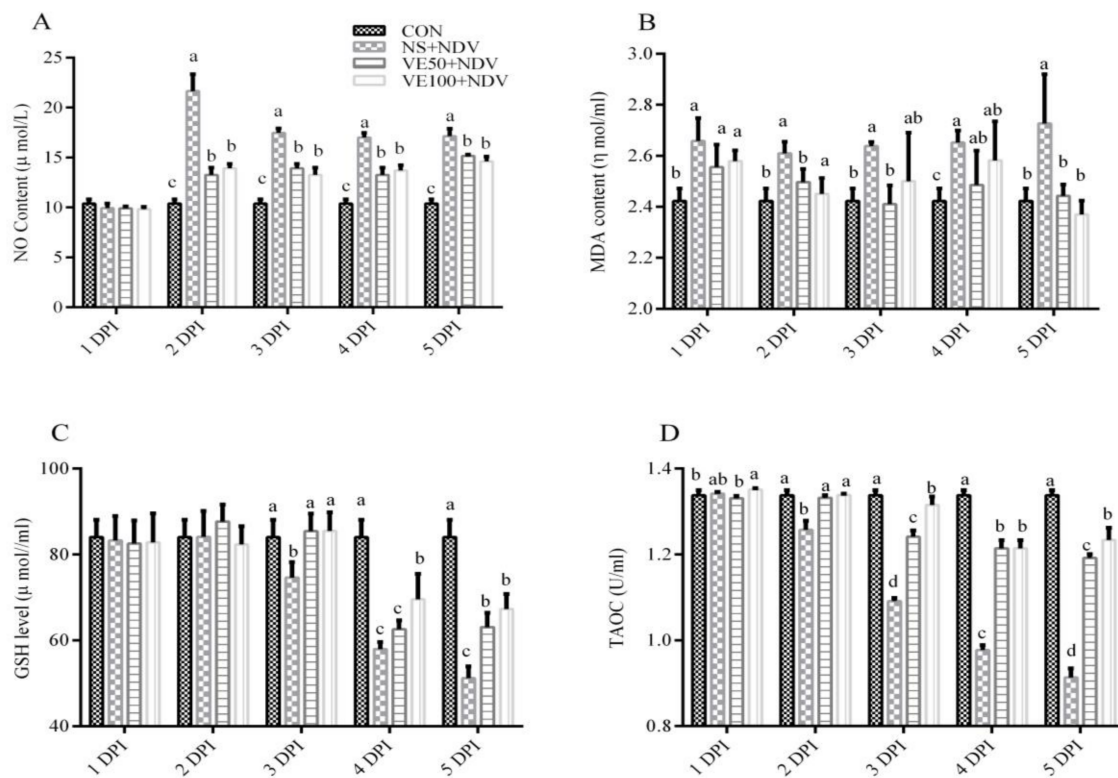 A
CON
NS+NDV
VE50+NDV
VE100+NDV
NO Content (μ mol/L)
25
20
15
10
5
0
a
b b
c
a
b b
c
a
b b
c
a
b b
c
1 DPI 2 DPI 3 DPI 4 DPI 5 DPI
B
MDA content (η mol/ml)
3.0
2.8
2.6
2.4
2.2
2.0
b a a a
b a b a
b a b ab
c a ab ab
b a b b
1 DPI 2 DPI 3 DPI 4 DPI 5 DPI
C
GSH level (μ mol//ml)
100
80
60
40
a b a a
a c c b
a c b b
1 DPI 2 DPI 3 DPI 4 DPI 5 DPI
D
TAOC (U/ml)
1.4
1.2
1.0
0.8
b ab b a
a b a a
a d c b
a c b b
a d c b
1 DPI 2 DPI 3 DPI 4 DPI 5 DPI